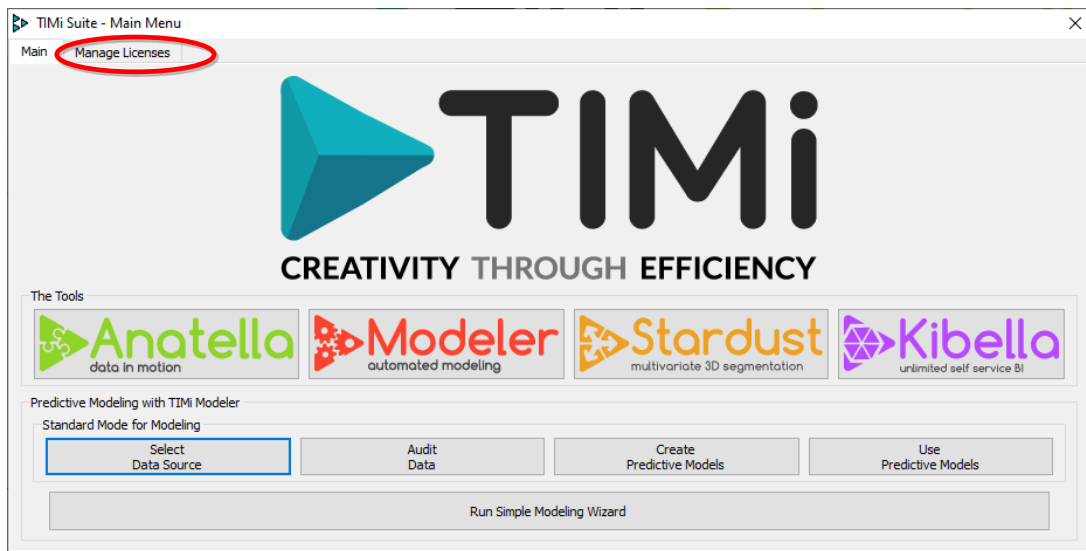 TIMi Suite - Main Menu
Main Manage Licenses
TIMi
CREATIVITY THROUGH EFFICIENCY
The Tools
Anatella
data in motion
Modeler
automated modeling
Stardust
multivariate 3D segmentation
Kibella
unlimited self service BI
Predictive Modeling with TIMi Modeler
Standard Mode for Modeling
Select
Data Source
Audit
Data
Create
Predictive Models
Use
Predictive Models
Run Simple Modeling Wizard